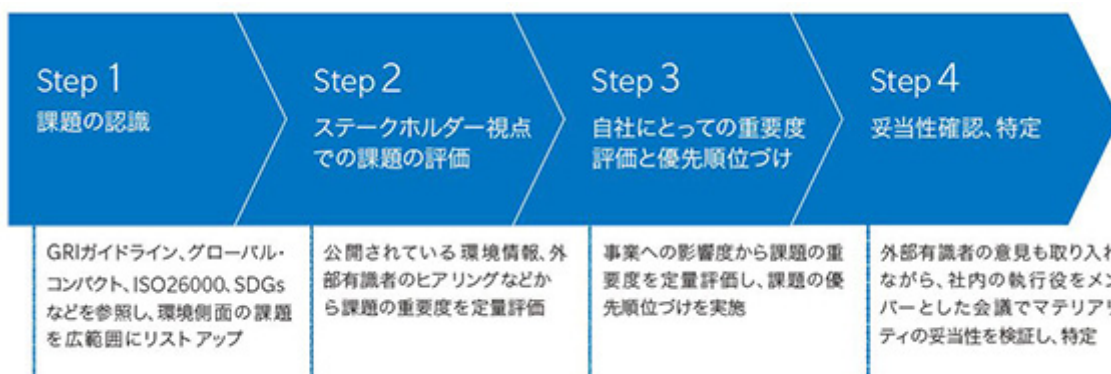 Step 1
課題の認識
Step 2
ステークホルダー視点
での課題の評価
Step 3
自社にとっての重要度
評価と優先順位づけ
Step 4
妥当性確認、特定
GRIガイドライン、グローバル・
コンパクト、ISO26000、SDGs
などを参照し、環境側面の課題
を広範囲にリストアップ
公開されている環境情報、外
部有識者のヒアリングなどか
ら課題の重要度を定量評価
事業への影響度から課題の重
要度を定量評価し、課題の優
先順位づけを実施
外部有識者の意見も取り入れ
ながら、社内の執行役をメン
バーとした会議でマテリアリ
ティの妥当性を検証し、特定